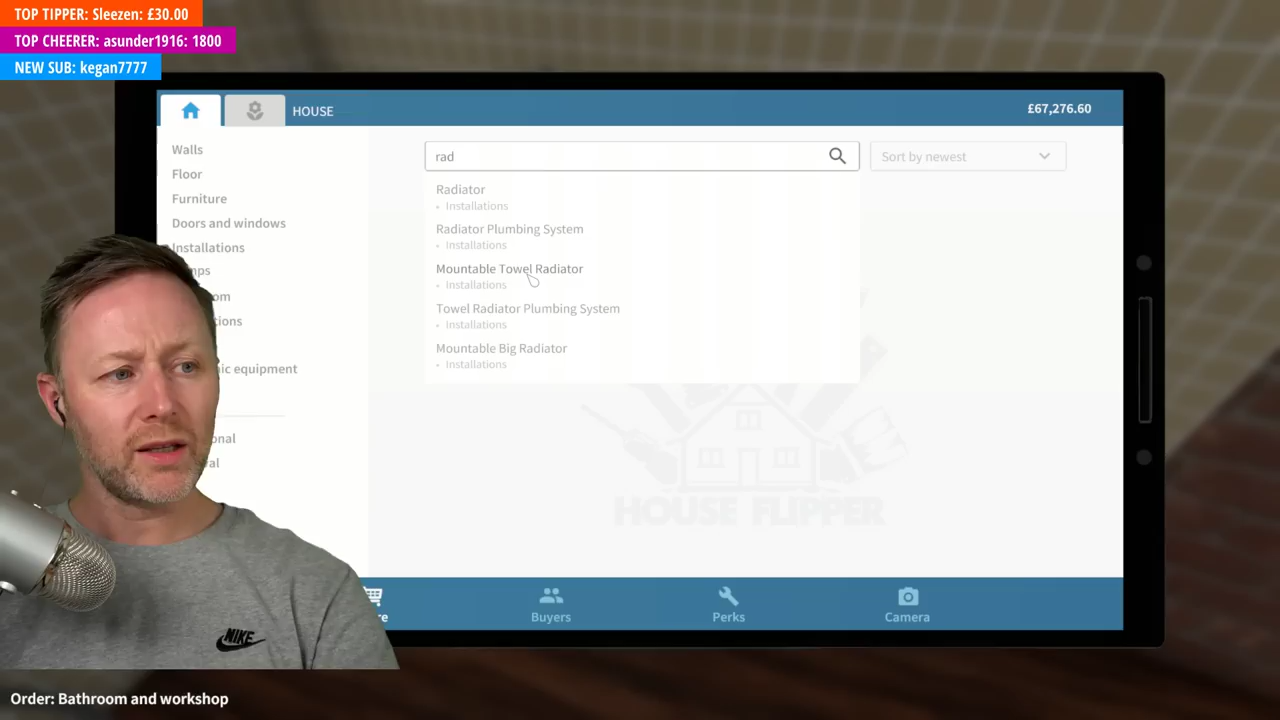 TOP TIPPER: Sleezen: £30.00
TOP CHEERER: asunder1916: 1800
NEW SUB: kegan7777
HOUSE
£67,276.60
Walls
Floor
Furniture
Doors and windows
Installations
rad
Sort by newest
Radiator
• Installations
Radiator Plumbing System
• Installations
Mountable Towel Radiator
• Installations
Towel Radiator Plumbing System
• Installations
Mountable Big Radiator
• Installations
equipment
HOUSE FLIPPER
Buyers
Perks
Camera
NIKE
Order: Bathroom and workshop